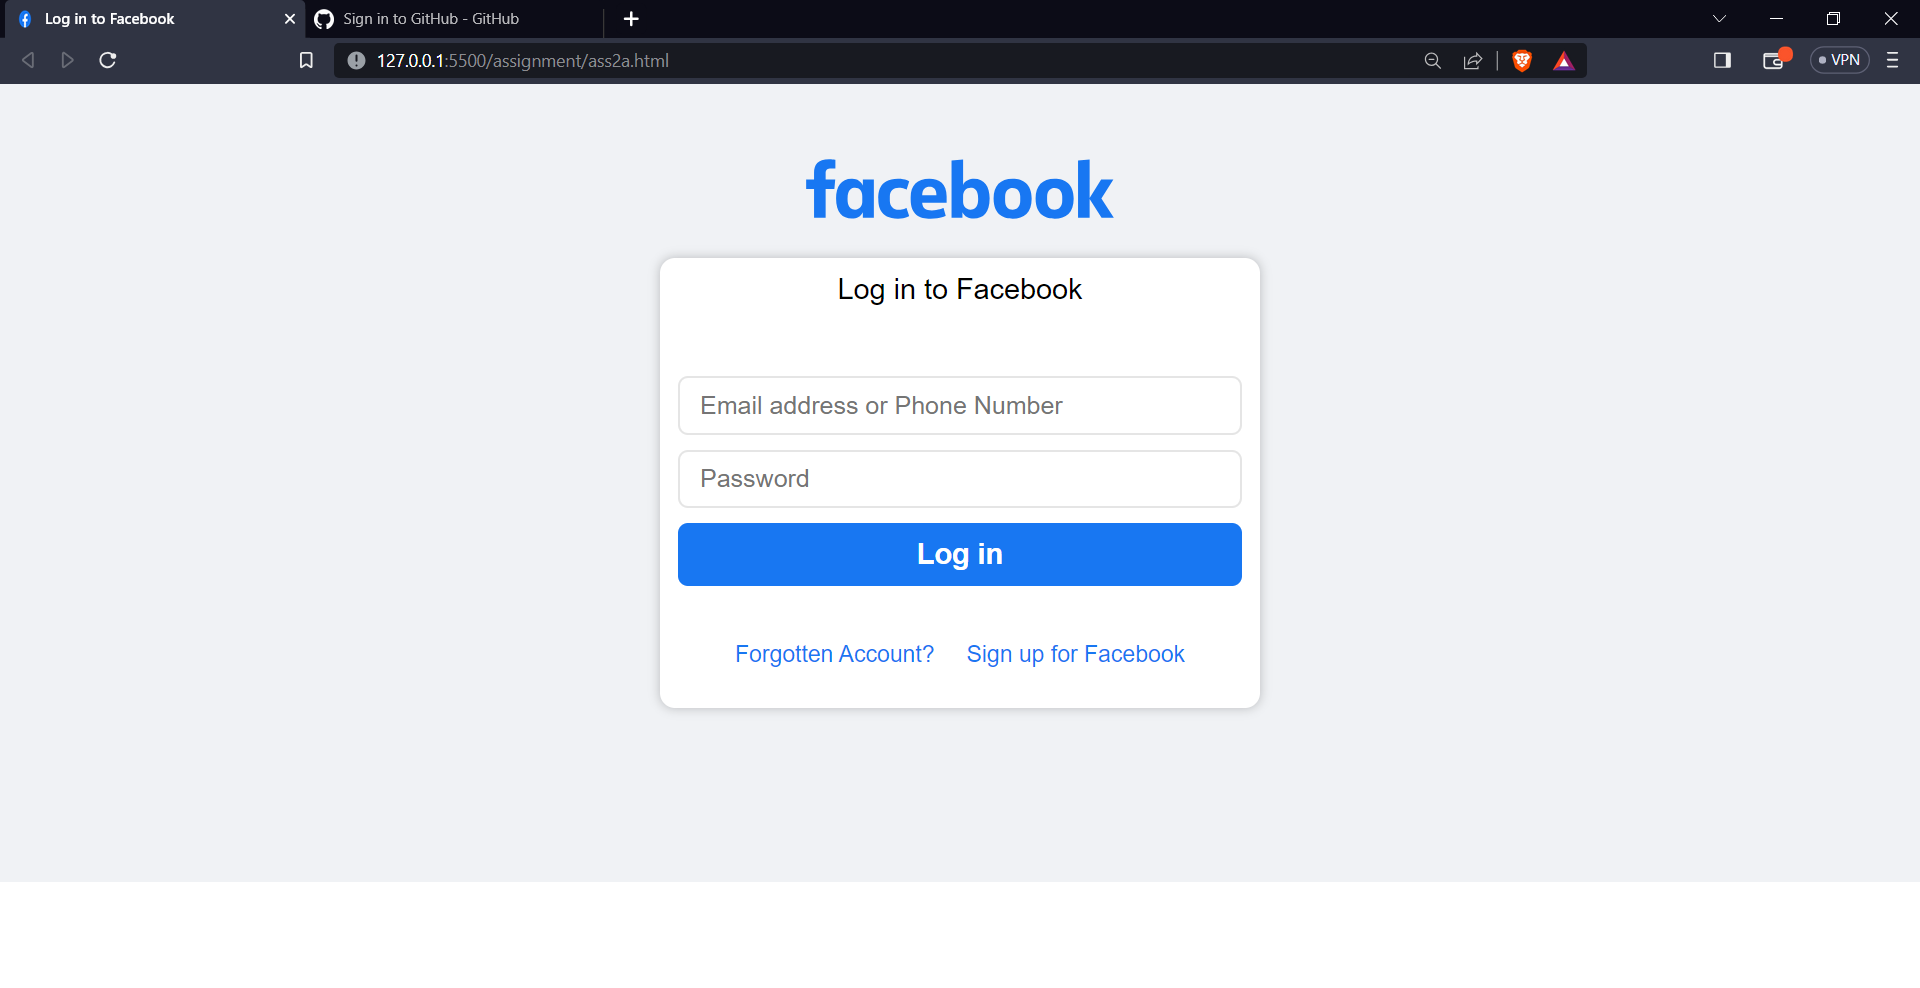 Log in to Facebook
Sign in to GitHub - GitHub
127.0.0.1:5500/assignment/ass2a.html
VPN
facebook
Log in to Facebook
Email address or Phone Number
Password
Log in
Forgotten Account? Sign up for Facebook